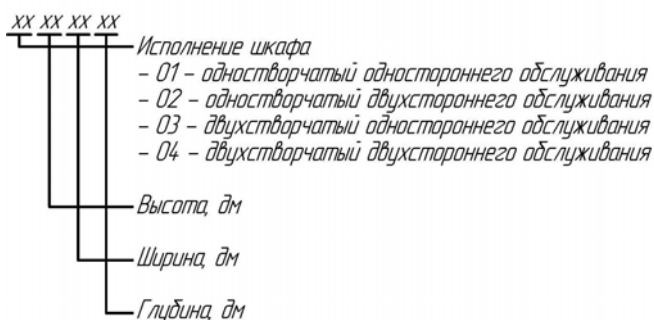 XX XX XX XX
Исполнение шкафа
- 01 - одностворчатый одностороннего обслуживания
- 02 - одностворчатый двухстороннего обслуживания
- 03 - двухстворчатый одностороннего обслуживания
- 04 - двухстворчатый двухстороннего обслуживания
Высота, дм
Ширина, дм
Глубина, дм